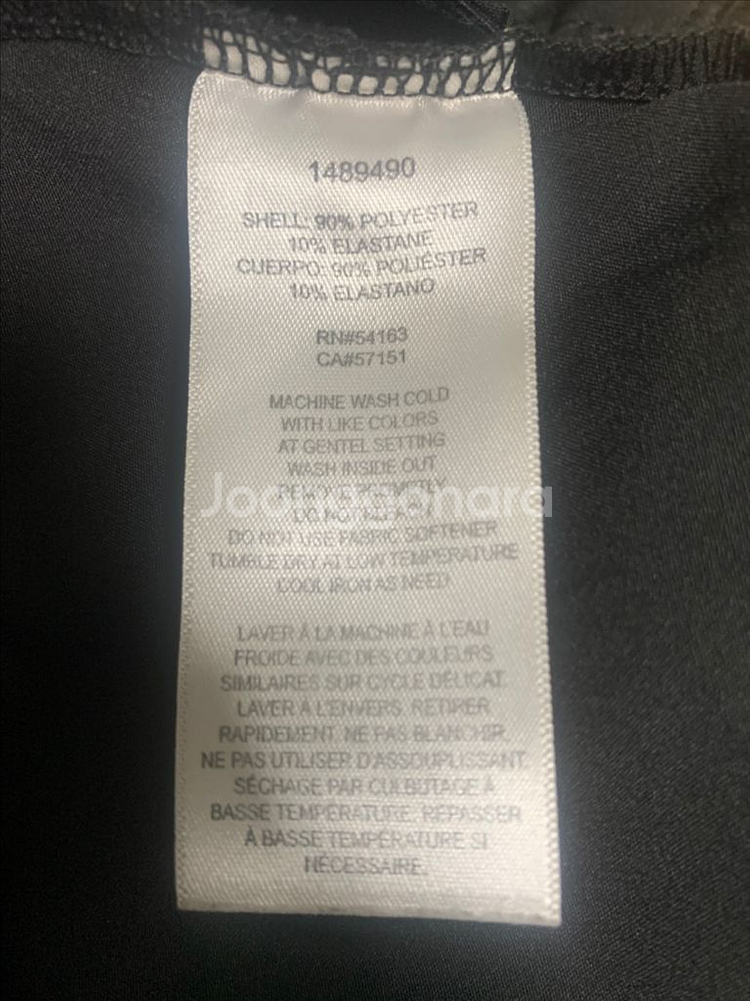 1489490
SHELL: 90% POLYESTER
10% ELASTANE
CUERPO: 90% POLIÉSTER
10% ELASTANO
RN#54163
CA#57151
MACHINE WASH COLD
WITH LIKE COLORS
AT GENTEL SETTING
WASH INSIDE OUT
Joonggonara
DO NOT
DO NOT USE FABRIC SOFTENER
TUMBLE DRY AT LOW TEMPERATURE
COOL IRON AS NEED
LAVER À LA MACHINE À L'EAU
FROIDE AVEC DES COULEURS
SIMILAIRES SUR CYCLE DÉLICAT.
LAVER À L'ENVERS. RETIRER
RAPIDEMENT. NE PAS BLANCHIR.
NE PAS UTILISER D'ASSOUPLISSANT.
SÉCHAGE PAR CULBUTAGE À
BASSE TEMPÉRATURE. REPASSER
À BASSE TEMPÉRATURE SI
NÉCESSAIRE.